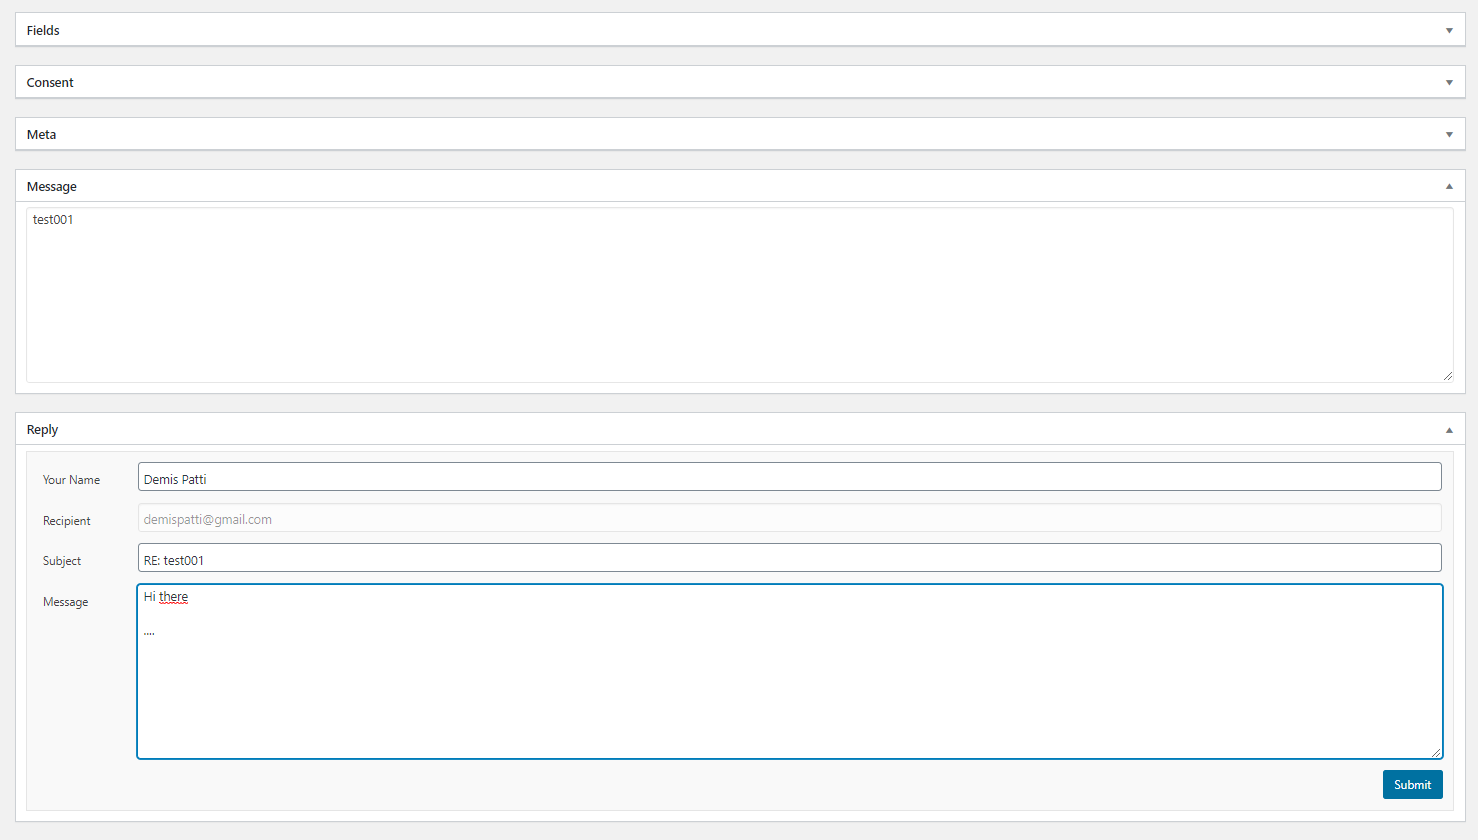 Fields
Consent
Meta
Message
test001
Reply
Your Name
Demis Patti
Recipient
demispatti@gmail.com
Subject
RE: test001
Message
Hi there
....
Submit